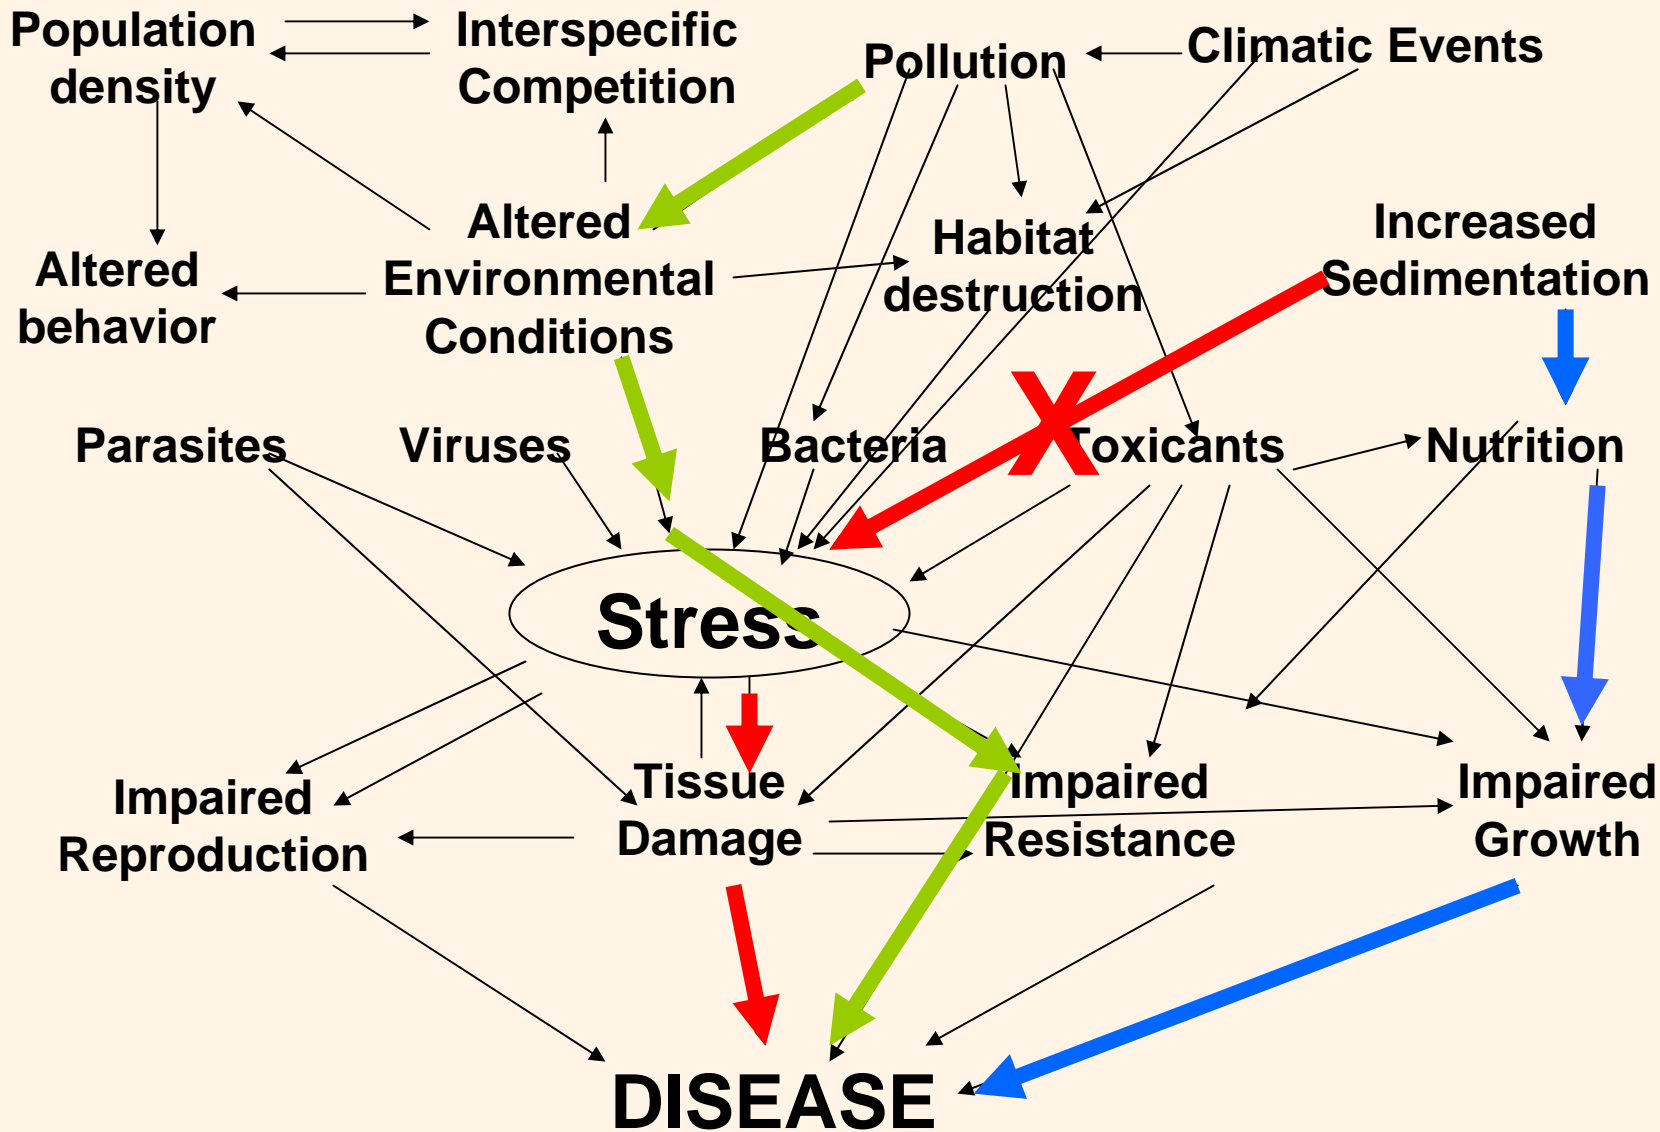 Population
density
Interspecific
Competition
Pollution
Climatic Events
Altered
behavior
Altered
Environmental
Conditions
Habitat
destruction
Increased
Sedimentation
Parasites
Viruses
Bacteria
X
Toxicants
Nutrition
Stress
Impaired
Reproduction
Tissue
Damage
Impaired
Resistance
Impaired
Growth
DISEASE